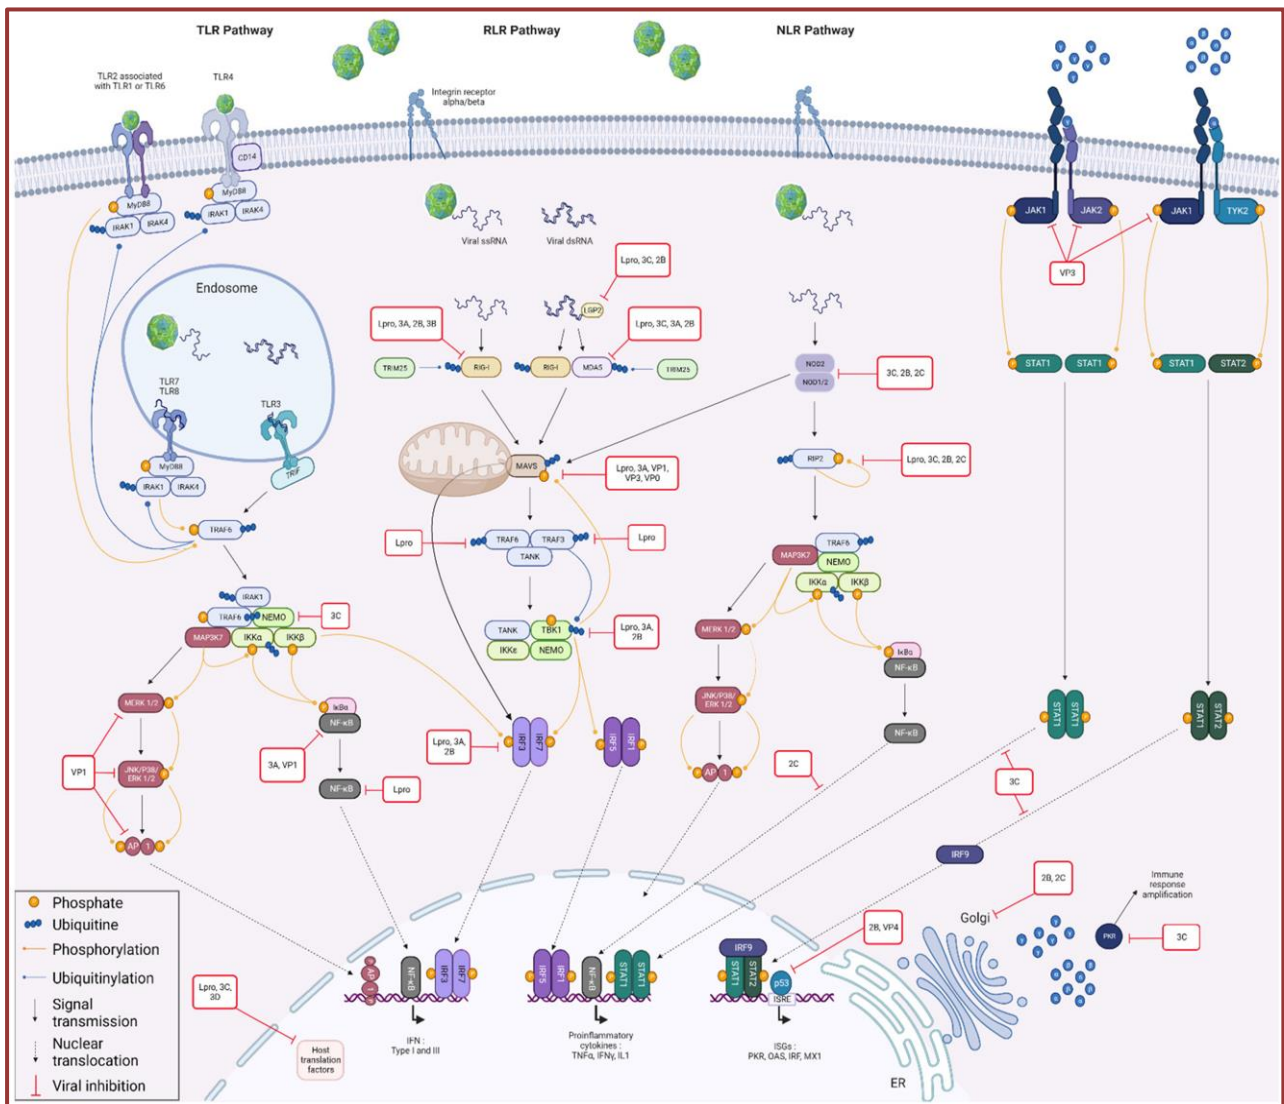 TLR Pathway
RLR Pathway
NLR Pathway
TLR2 associated
with TLR1 or TLR6
TLR4
Integrin receptor
alpha/beta
CD14
MyD88
IRAK1
IRAK4
MyD88
IRAK1
IRAK4
Endosome
TLR7
TLR8
TLR3
MyD88
TRIF
IRAK1
IRAK4
TRAF6
IRAK1
TRAF6
NEMO
3C
MAP3K7
IKKα
IKKβ
MERK 1/2
IκBα
NF-κB
VP1
JNK/P38/
ERK 1/2
3A, VP1
NF-κB
Lpro
AP
1
Viral ssRNA
Viral dsRNA
Lpro, 3C, 2B
LGP2
Lpro, 3A, 2B, 3B
Lpro, 3C, 3A, 2B
TRIM25
RIG-I
RIG-I
MDA5
TRIM25
MAVS
Lpro, 3A, VP1,
VP3, VP0
Lpro
TRAF6
TRAF3
TANK
Lpro
TANK
TBK1
IKKε
NEMO
Lpro, 3A,
2B
Lpro, 3A,
2B
IRF3
IRF7
IRF5
IRF1
NOD2
NOD1/2
3C, 2B, 2C
RIP2
Lpro, 3C, 2B, 2C
TRAF6
MAP3K7
NEMO
IKKα
IKKβ
MERK 1/2
IκBα
NF-κB
JNK/P38/
ERK 1/2
NF-κB
AP
1
2C
γ
γ
γ
γ
γ
γ
α
β
α
β
α
β
α
β
α
JAK1
JAK2
JAK1
TYK2
VP3
STAT1
STAT1
STAT1
STAT2
STAT1
STAT1
STAT1
STAT2
3C
IRF9
2B, 2C
Golgi
Immune
response
amplification
PKR
3C
2B, VP4
IRF9
STAT1
STAT2
p53
ISRE
ISGs :
PKR, OAS, IRF, MX1
ER
IRF5
IRF1
NF-κB
STAT1
STAT1
Proinflammatory
cytokines :
TNFα, IFNγ, IL1
AP
1
NF-κB
IRF3
IRF7
IFN :
Type I and III
Lpro, 3C,
3D
Host
translation
factors
Phosphate
Ubiquitine
Phosphorylation
Ubiquitinylation
Signal
transmission
Nuclear
translocation
Viral inhibition